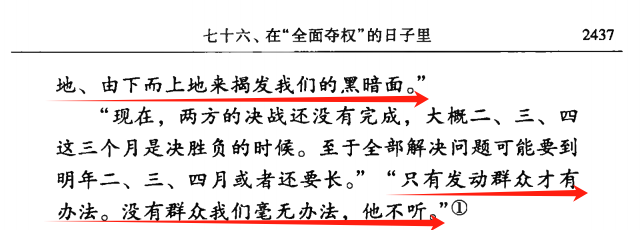 七十六、在“全面夺权”的日子里 2437
地、由下而上地来揭发我们的黑暗面。”
“现在，两方的决战还没有完成，大概二、三、四
这三个月是决胜负的时候。至于全部解决问题可能要到
明年二、三、四月或者还要长。” “只有发动群众才有
办法。没有群众我们毫无办法，他不听。”①